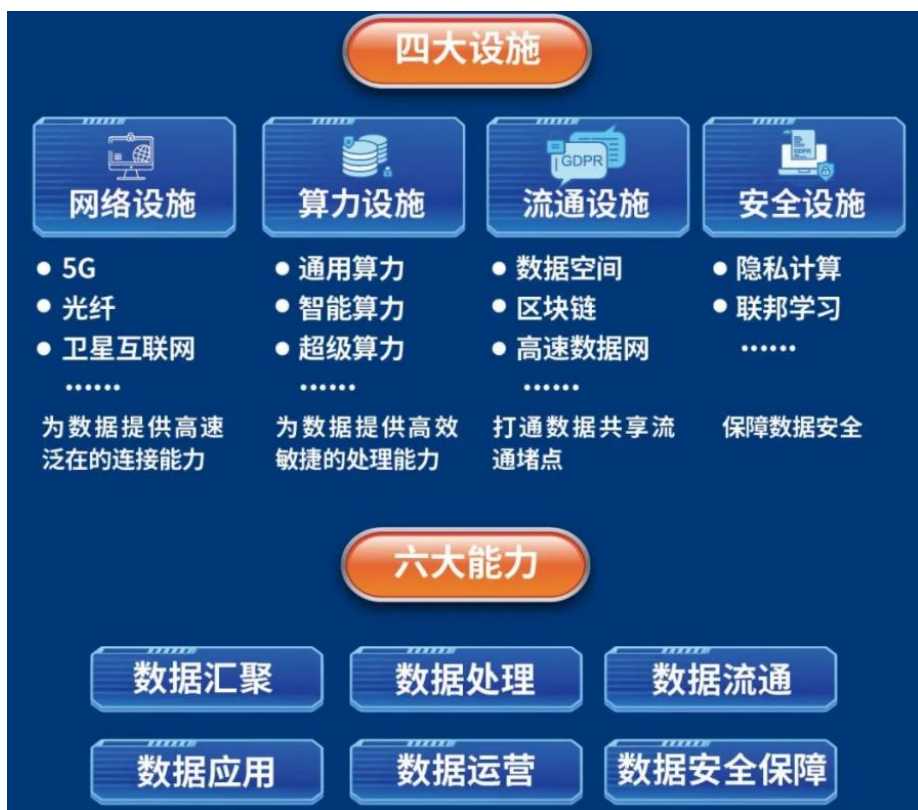 四大设施
网络设施
5G
光纤
卫星互联网
……
为数据提供高速
泛在的连接能力
算力设施
通用算力
智能算力
超级算力
……
为数据提供高效
敏捷的处理能力
GDPR
流通设施
数据空间
区块链
高速数据网
……
打通数据共享流
通堵点
GDPR
安全设施
隐私计算
联邦学习
……
保障数据安全
六大能力
数据汇聚
数据处理
数据流通
数据应用
数据运营
数据安全保障